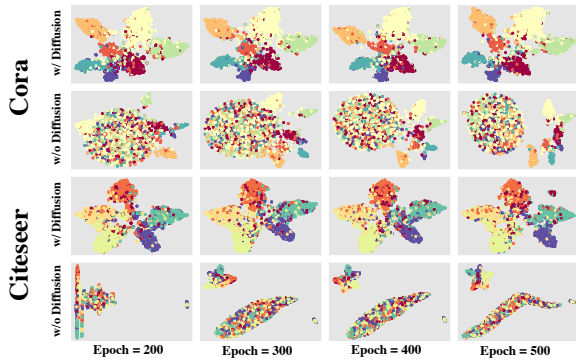 Cora
w/ Diffusion
w/o Diffusion
Citeseer
w/ Diffusion
w/o Diffusion
Epoch = 200
Epoch = 300
Epoch = 400
Epoch = 500